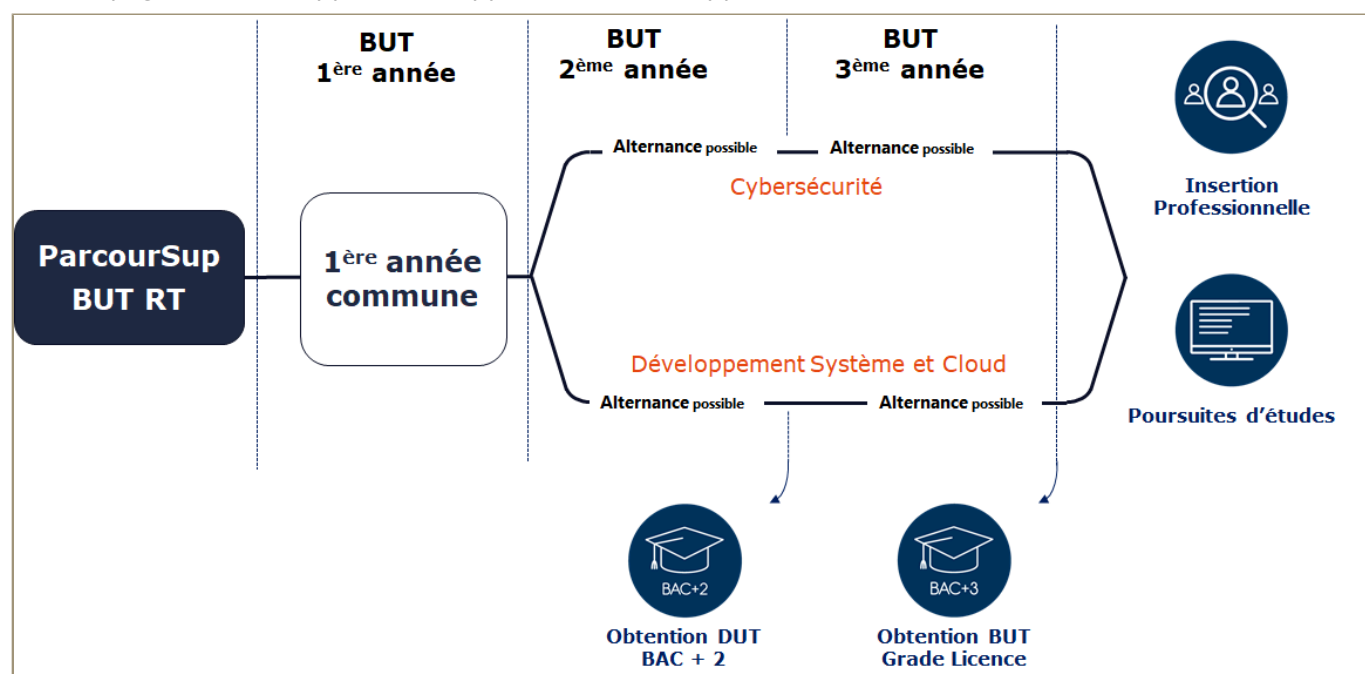 BUT
1ère année
BUT
2ème année
BUT
3ème année
Alternance possible
Alternance possible
Cybersécurité
Insertion
Professionnelle
ParcourSup
BUT RT
1ère année
commune
Développement Système et Cloud
Alternance possible
Alternance possible
Poursuites d'études
BAC+2
BAC+3
Obtention DUT
BAC + 2
Obtention BUT
Grade Licence